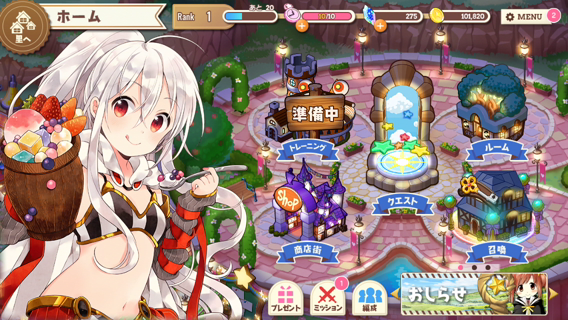 ホーム
里へ
Rank 1
あと 20
10/10
275
101,820
MENU 2
準備中
トレーニング
ルーム
クエスト
Shop
商店街
召喚
プレゼント
ミッション 1
編成
おしらせ